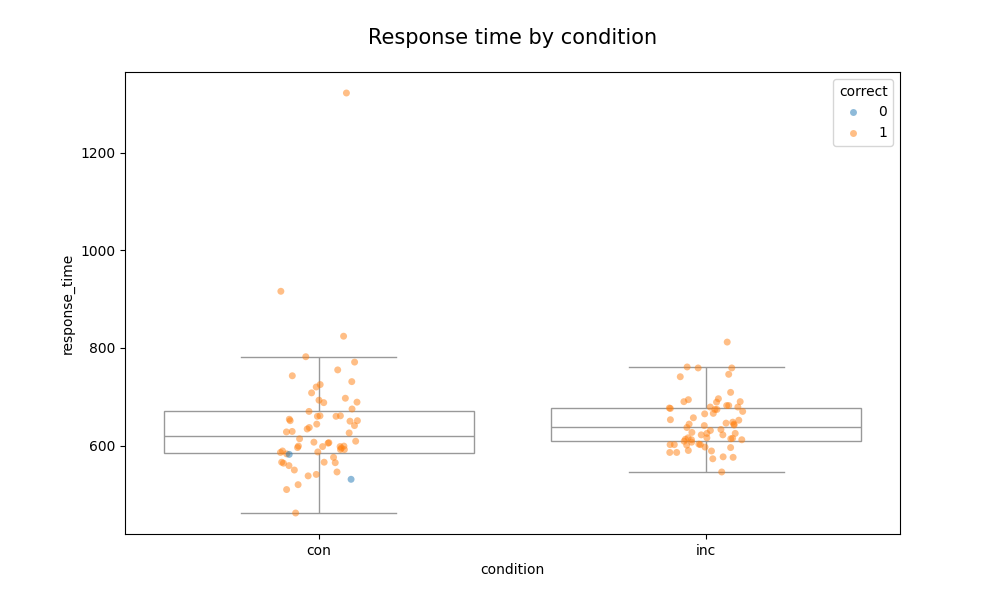 Response time by condition
correct
0
1
1200
1000
800
600
response_time
con
inc
condition